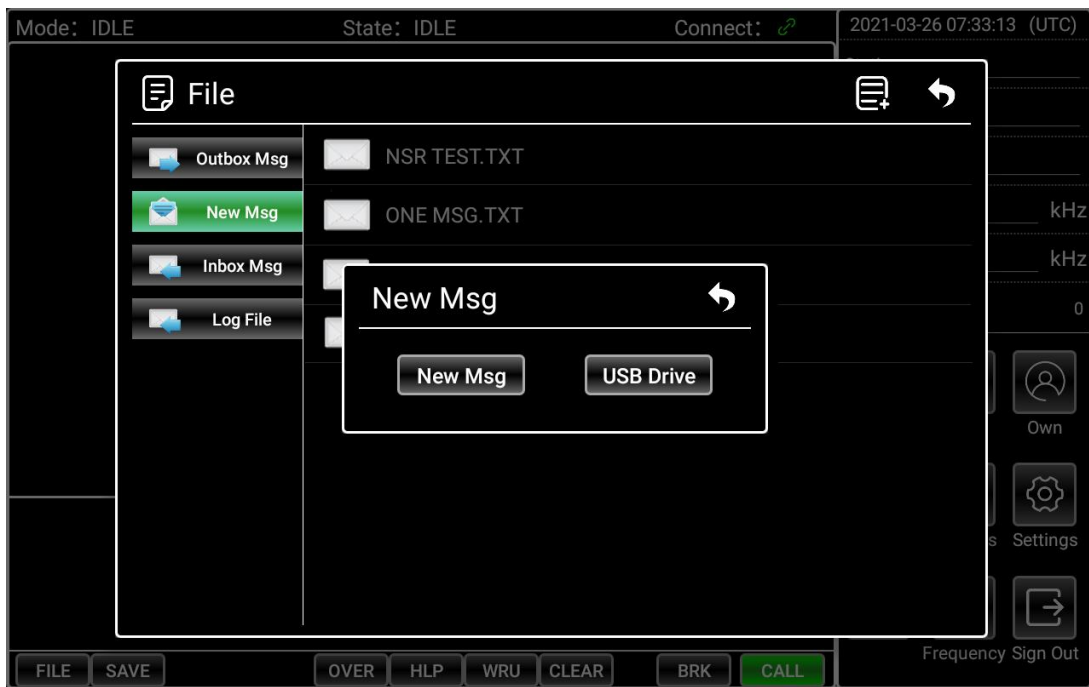 Mode: IDLE State: IDLE Connect: 2021-03-26 07:33:13 (UTC)
File
Outbox Msg NSR TEST.TXT
New Msg ONE MSG.TXT kHz
Inbox Msg kHz
New Msg
Log File 0
New Msg USB Drive
Own
s Settings
Frequency Sign Out
FILE SAVE OVER HLP WRU CLEAR BRK CALL